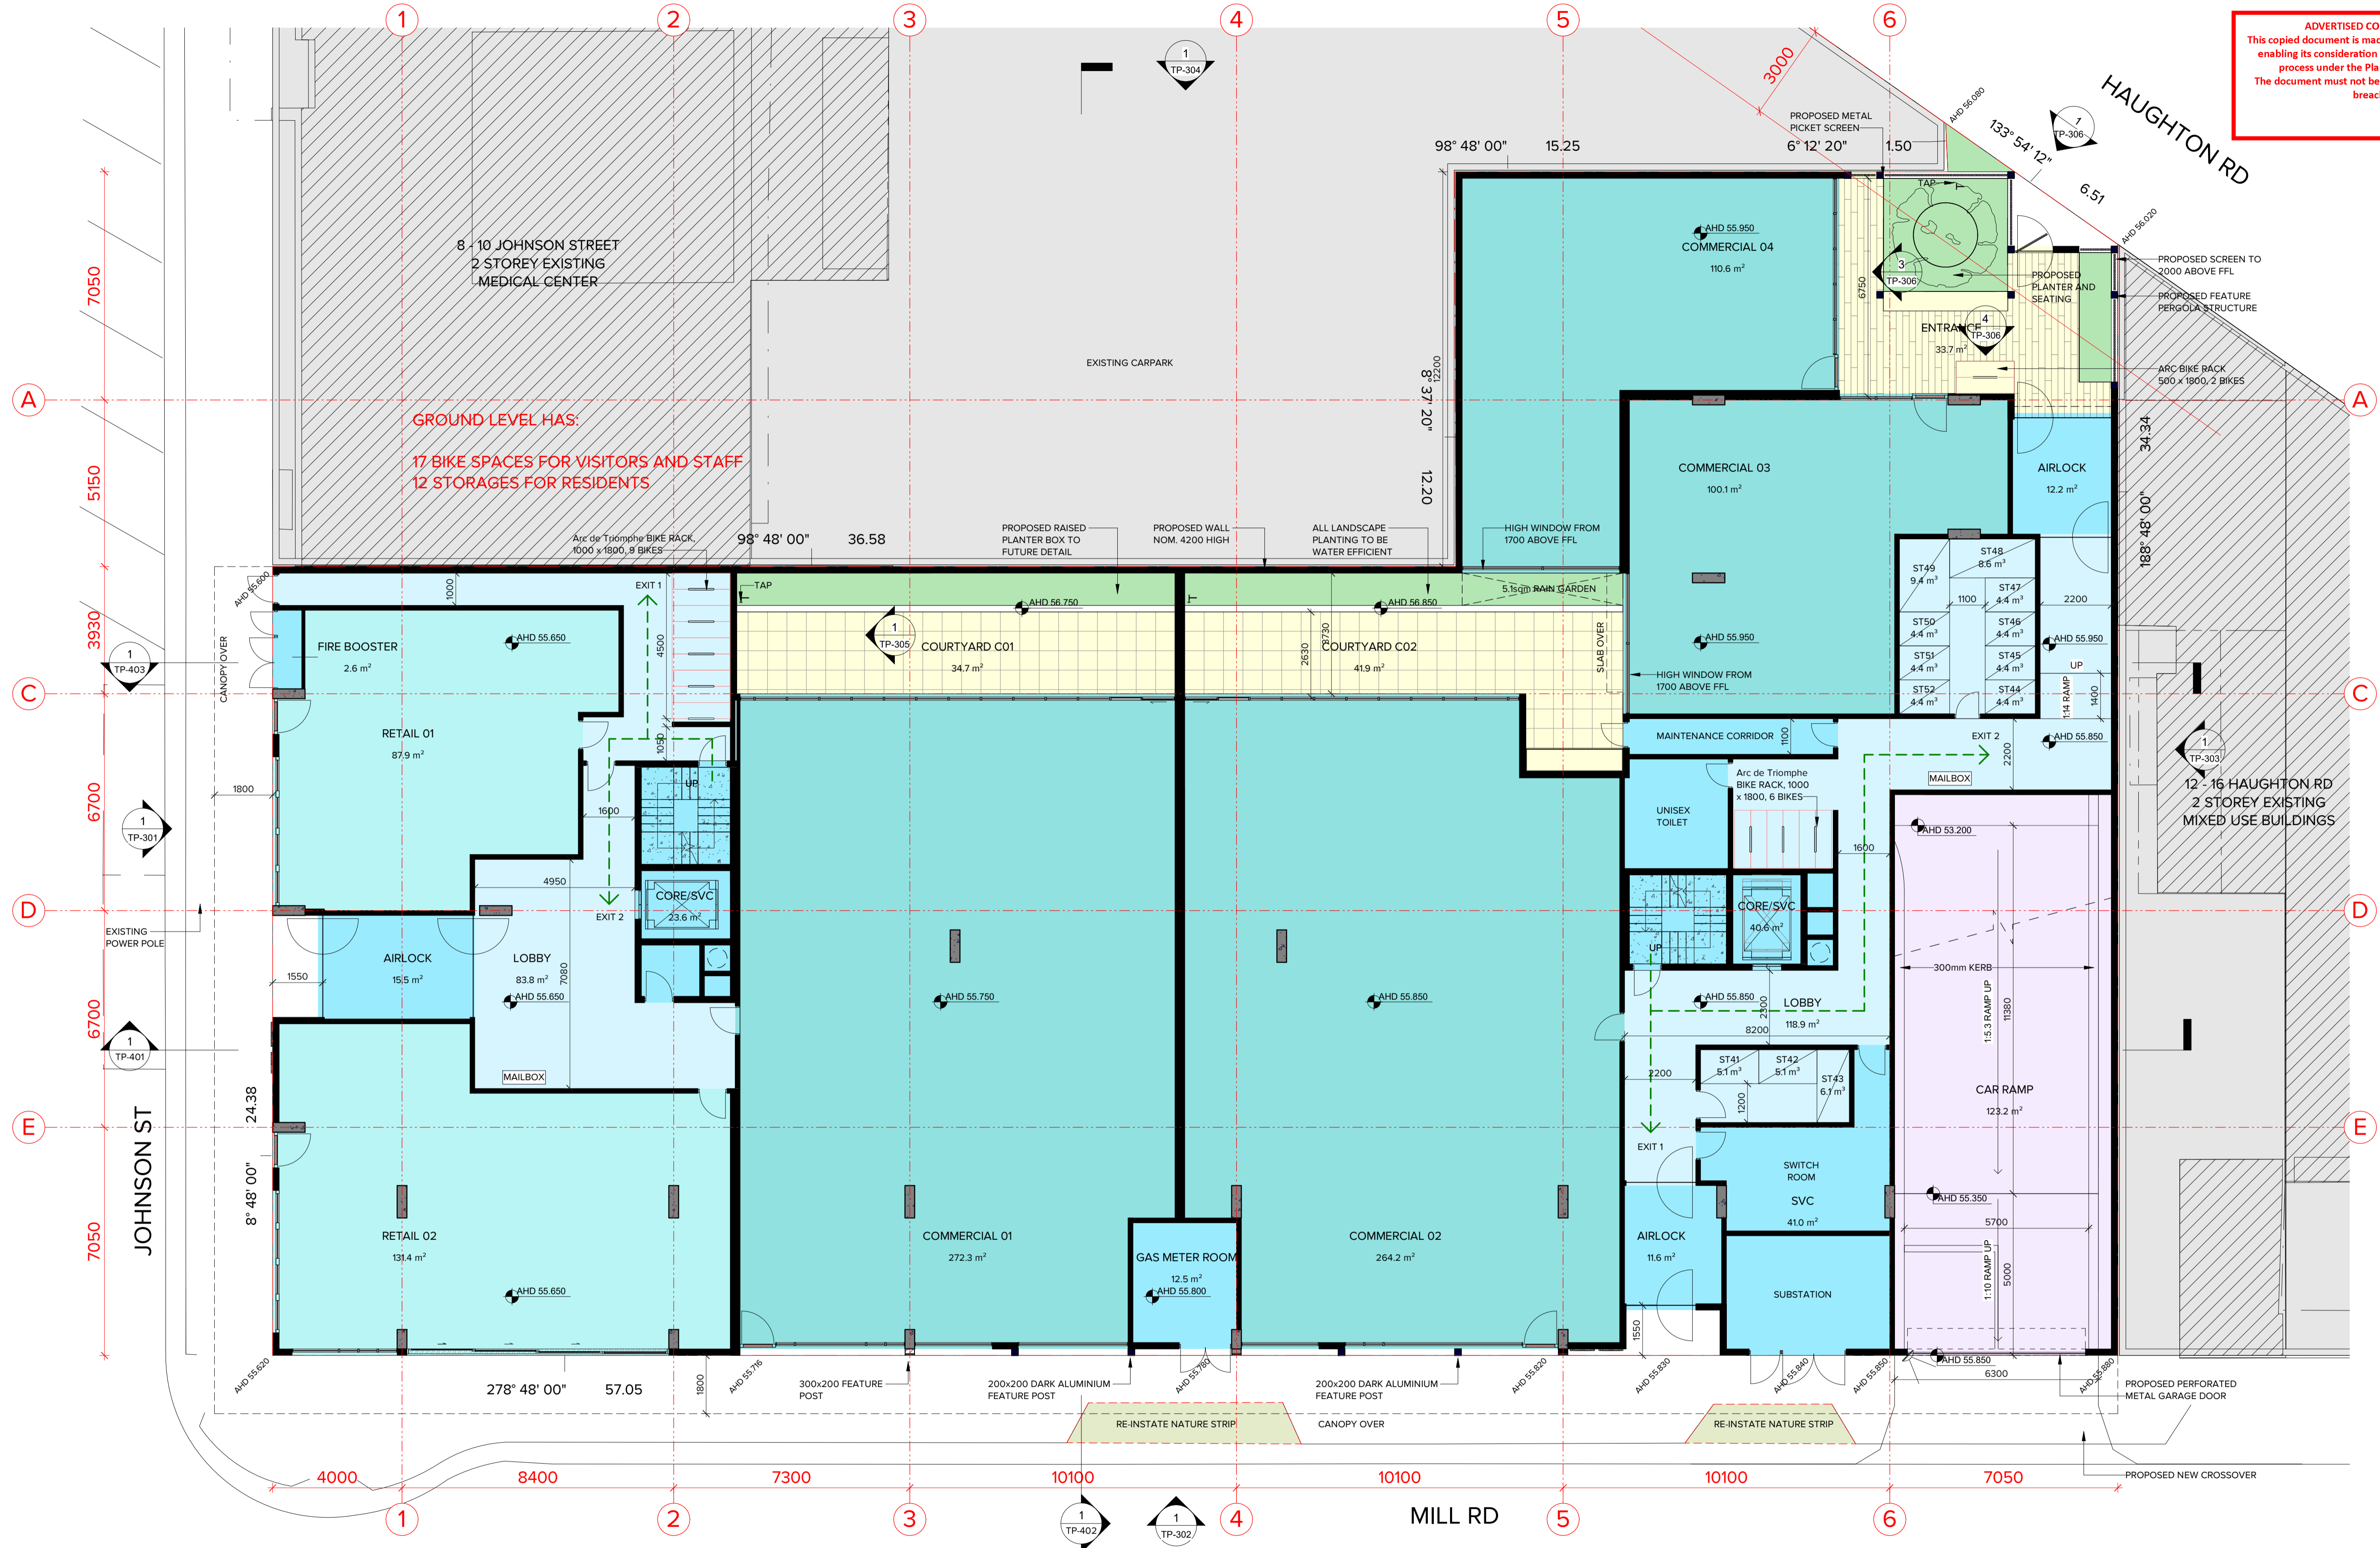 1
2
3
4
5
6
ADVERTISED CO
This copied document is mad
enabling its consideration
process under the Pla
The document must not be
breac
HAUGHTON RD
1
TP-304
3000
AHD 56.080
133° 54' 12"
6.51
AHD 56.020
1
TP-306
PROPOSED METAL
PICKET SCREEN
98° 48' 00"
15.25
6° 12' 20"
1.50
8 - 10 JOHNSON STREET
2 STOREY EXISTING
MEDICAL CENTER
7050
EXISTING CARPARK
AHD 55.950
COMMERCIAL 04
110.6 m²
TAP
6750
3
TP-306
PROPOSED
PLANTER AND
SEATING
4
TP-306
ENTRANCE
33.7 m²
PROPOSED SCREEN TO
2000 ABOVE FFL
PROPOSED FEATURE
PERGOLA STRUCTURE
ARC BIKE RACK
500 x 1800, 2 BIKES
12200
8° 37' 20"
12.20
A
A
GROUND LEVEL HAS:
17 BIKE SPACES FOR VISITORS AND STAFF
12 STORAGES FOR RESIDENTS
5150
COMMERCIAL 03
100.1 m²
AIRLOCK
12.2 m²
34.34
188° 48' 00"
Arc de Triomphe BIKE RACK,
1000 x 1800, 9 BIKES
98° 48' 00"
36.58
PROPOSED RAISED
PLANTER BOX TO
FUTURE DETAIL
PROPOSED WALL
NOM. 4200 HIGH
ALL LANDSCAPE
PLANTING TO BE
WATER EFFICIENT
HIGH WINDOW FROM
1700 ABOVE FFL
AHD 55.600
1000
EXIT 1
TAP
AHD 56.750
AHD 56.850
5.1sqm RAIN GARDEN
ST48
8.6 m³
ST49
9.4 m³
ST47
4.4 m³
1100
2200
ST50
4.4 m³
ST46
4.4 m³
ST51
4.4 m³
ST45
4.4 m³
ST52
4.4 m³
ST44
4.4 m³
3930
CANOPY OVER
FIRE BOOSTER
2.6 m²
AHD 55.650
4500
1
TP-305
COURTYARD C01
34.7 m²
2630
3730
COURTYARD C02
41.9 m²
SLAB OVER
AHD 55.950
HIGH WINDOW FROM
1700 ABOVE FFL
AHD 55.950
UP
1:14 RAMP
1400
1
TP-403
C
C
RETAIL 01
87.9 m²
1050
MAINTENANCE CORRIDOR
1100
EXIT 2
AHD 55.850
2200
MAILBOX
1
TP-303
12 - 16 HAUGHTON RD
2 STOREY EXISTING
MIXED USE BUILDINGS
6700
1800
1
TP-301
UP
1600
UNISEX
TOILET
Arc de Triomphe
BIKE RACK, 1000
x 1800, 6 BIKES
1600
AHD 53.200
4950
CORE/SVC
23.6 m²
EXIT 2
CORE/SVC
40.6 m²
UP
D
D
EXISTING
POWER POLE
AIRLOCK
15.5 m²
LOBBY
83.8 m²
AHD 55.650
7080
1550
AHD 55.750
AHD 55.850
AHD 55.850
2300
LOBBY
118.9 m²
8200
300mm KERB
1:5.3 RAMP UP
11380
6700
1
TP-401
MAILBOX
2200
ST41
5.1 m³
ST42
5.1 m³
ST43
6.1 m³
1200
CAR RAMP
123.2 m²
E
E
24.38
8° 48' 00"
JOHNSON ST
EXIT 1
SWITCH
ROOM
SVC
41.0 m²
AHD 55.350
5700
7050
RETAIL 02
131.4 m²
AHD 55.650
COMMERCIAL 01
272.3 m²
GAS METER ROOM
12.5 m²
AHD 55.800
COMMERCIAL 02
264.2 m²
AIRLOCK
11.6 m²
SUBSTATION
1:10 RAMP UP
5000
1550
AHD 55.850
AHD 55.620
278° 48' 00"
57.05
1800
AHD 55.716
300x200 FEATURE
POST
200x200 DARK ALUMINIUM
FEATURE POST
AHD 55.780
200x200 DARK ALUMINIUM
FEATURE POST
AHD 55.820
AHD 55.830
AHD 55.840
AHD 55.850
6300
AHD 55.880
PROPOSED PERFORATED
METAL GARAGE DOOR
RE-INSTATE NATURE STRIP
CANOPY OVER
RE-INSTATE NATURE STRIP
PROPOSED NEW CROSSOVER
4000
8400
7300
10100
10100
10100
7050
1
2
3
1
TP-402
1
TP-302
4
MILL RD
5
6